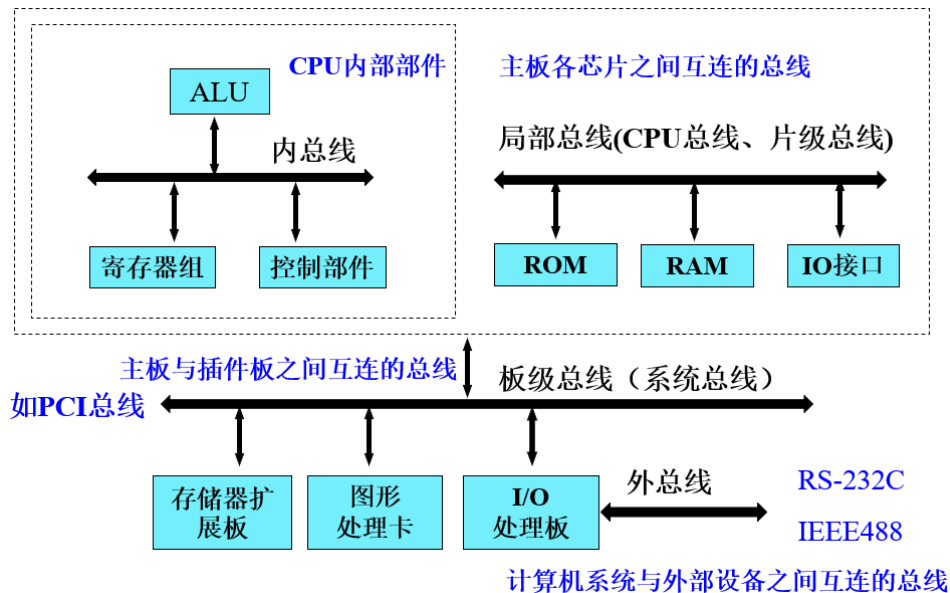 CPU内部部件
主板各芯片之间互连的总线
ALU
内总线
局部总线(CPU总线、片级总线)
寄存器组
控制部件
ROM
RAM
IO接口
主板与插件板之间互连的总线
板级总线（系统总线）
如PCI总线
存储器扩
展板
图形
处理卡
I/O
处理板
外总线
RS-232C
IEEE488
计算机系统与外部设备之间互连的总线